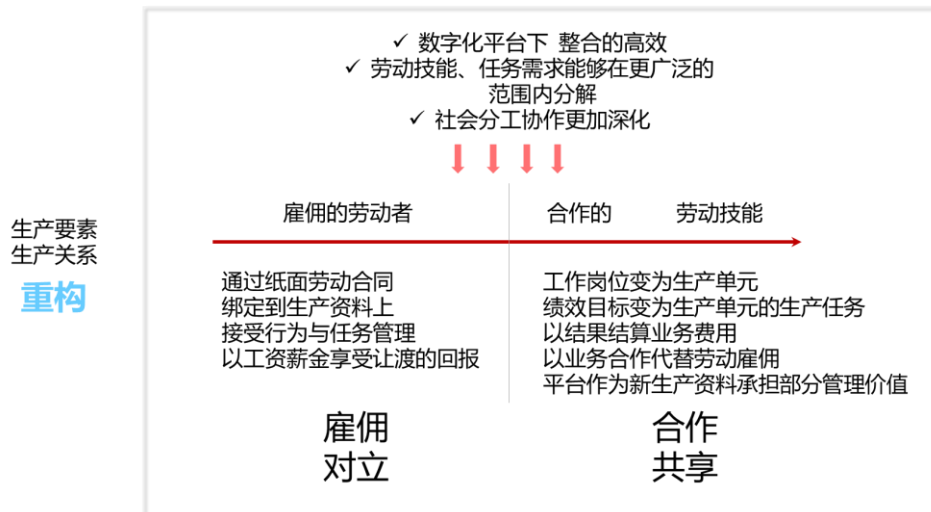 ✓ 数字化平台下 整合的高效
✓ 劳动技能、任务需求能够在更广泛的
范围内分解
✓ 社会分工协作更加深化
生产要素
生产关系
重构
雇佣的劳动者
通过纸面劳动合同
绑定到生产资料上
接受行为与任务管理
以工资薪金享受让渡的回报
雇佣
对立
合作的 劳动技能
工作岗位变为生产单元
绩效目标变为生产单元的生产任务
以结果结算业务费用
以业务合作代替劳动雇佣
平台作为新生产资料承担部分管理价值
合作
共享